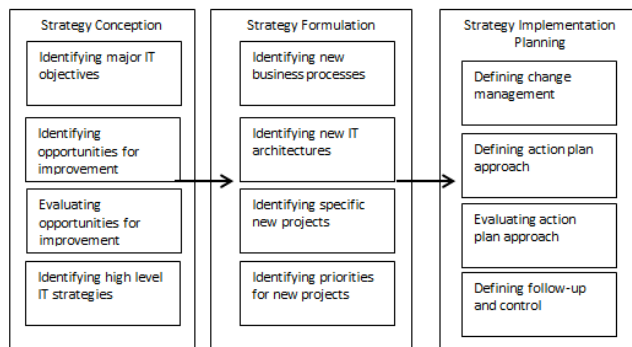 Strategy Conception
Identifying major IT
objectives
Identifying
opportunities for
improvement
Evaluating
opportunities for
improvement
Identifying high level
IT strategies
Strategy Formulation
Identifying new
business processes
Identifying new IT
architectures
Identifying specific
new projects
Identifying priorities
for new projects
Strategy Implementation
Planning
Defining change
management
Defining action plan
approach
Evaluating action
plan approach
Defining follow-up
and control